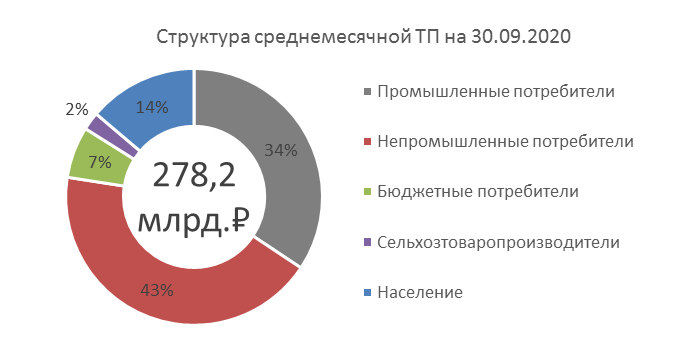 Структура среднемесячной ТП на 30.09.2020
2%
14%
34%
7%
278,2
млрд.₽
43%
Промышленные потребители
Непромышленные потребители
Бюджетные потребители
Сельхозтоваропроизводители
Население